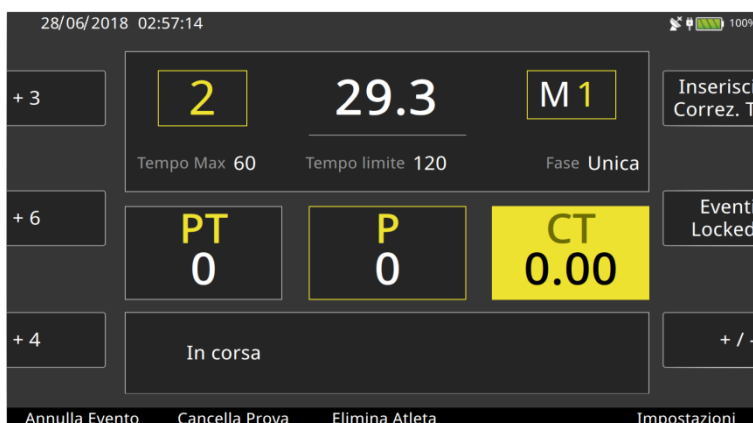 28/06/2018 02:57:14 100%
+ 3
2 29.3 M 1
Inserisci
Correz. T
Tempo Max 60 Tempo limite 120 Fase Unica
+ 6
PT P CT
0 0 0.00
Eventi
Locked
+ 4
In corsa
+ / -
Annulla Evento Cancella Prova Elimina Atleta Impostazioni